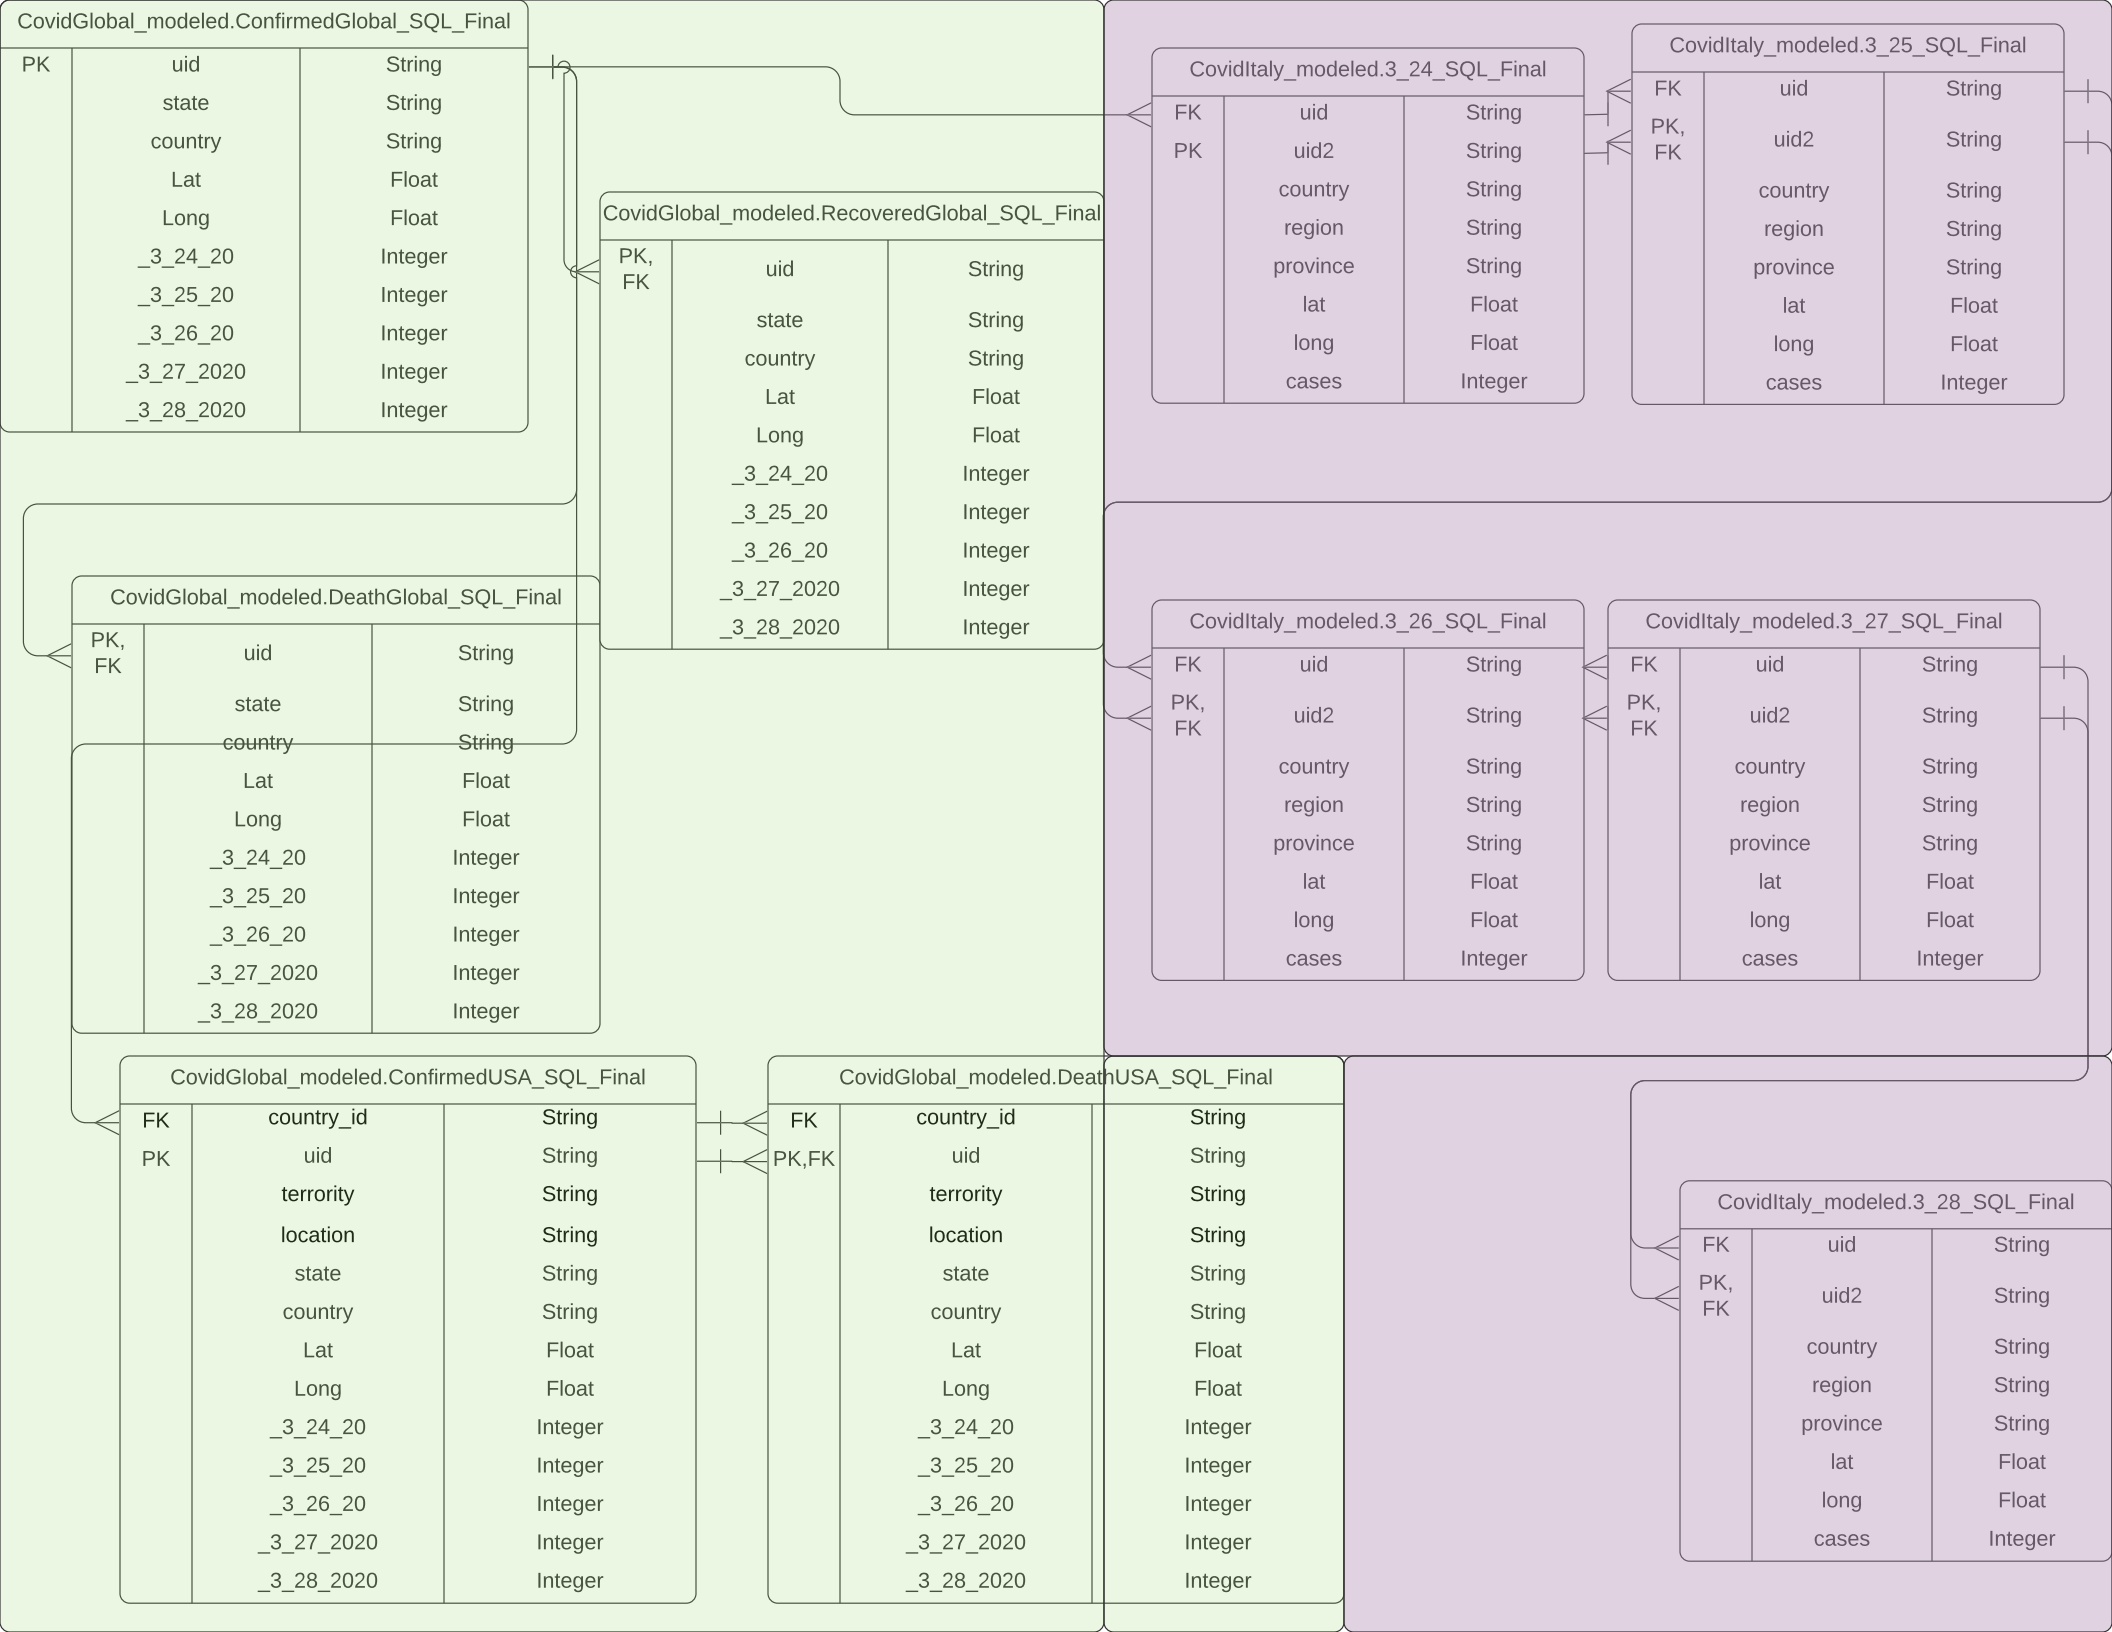 CovidGlobal_modeled.ConfirmedGlobal_SQL_Final
PK uid String
state String
country String
Lat Float
Long Float
_3_24_20 Integer
_3_25_20 Integer
_3_26_20 Integer
_3_27_2020 Integer
_3_28_2020 Integer
CovidGlobal_modeled.RecoveredGlobal_SQL_Final
PK,
FK uid String
state String
country String
Lat Float
Long Float
_3_24_20 Integer
_3_25_20 Integer
_3_26_20 Integer
_3_27_2020 Integer
_3_28_2020 Integer
CovidItaly_modeled.3_24_SQL_Final
FK uid String
PK uid2 String
country String
region String
province String
lat Float
long Float
cases Integer
CovidItaly_modeled.3_25_SQL_Final
FK uid String
PK,
FK uid2 String
country String
region String
province String
lat Float
long Float
cases Integer
CovidGlobal_modeled.DeathGlobal_SQL_Final
PK,
FK uid String
state String
country String
Lat Float
Long Float
_3_24_20 Integer
_3_25_20 Integer
_3_26_20 Integer
_3_27_2020 Integer
_3_28_2020 Integer
CovidItaly_modeled.3_26_SQL_Final
FK uid String
PK,
FK uid2 String
country String
region String
province String
lat Float
long Float
cases Integer
CovidItaly_modeled.3_27_SQL_Final
FK uid String
PK,
FK uid2 String
country String
region String
province String
lat Float
long Float
cases Integer
CovidGlobal_modeled.ConfirmedUSA_SQL_Final
FK country_id String
PK uid String
terrority String
location String
state String
country String
Lat Float
Long Float
_3_24_20 Integer
_3_25_20 Integer
_3_26_20 Integer
_3_27_2020 Integer
_3_28_2020 Integer
CovidGlobal_modeled.DeathUSA_SQL_Final
FK country_id String
PK,FK uid String
terrority String
location String
state String
country String
Lat Float
Long Float
_3_24_20 Integer
_3_25_20 Integer
_3_26_20 Integer
_3_27_2020 Integer
_3_28_2020 Integer
CovidItaly_modeled.3_28_SQL_Final
FK uid String
PK,
FK uid2 String
country String
region String
province String
lat Float
long Float
cases Integer